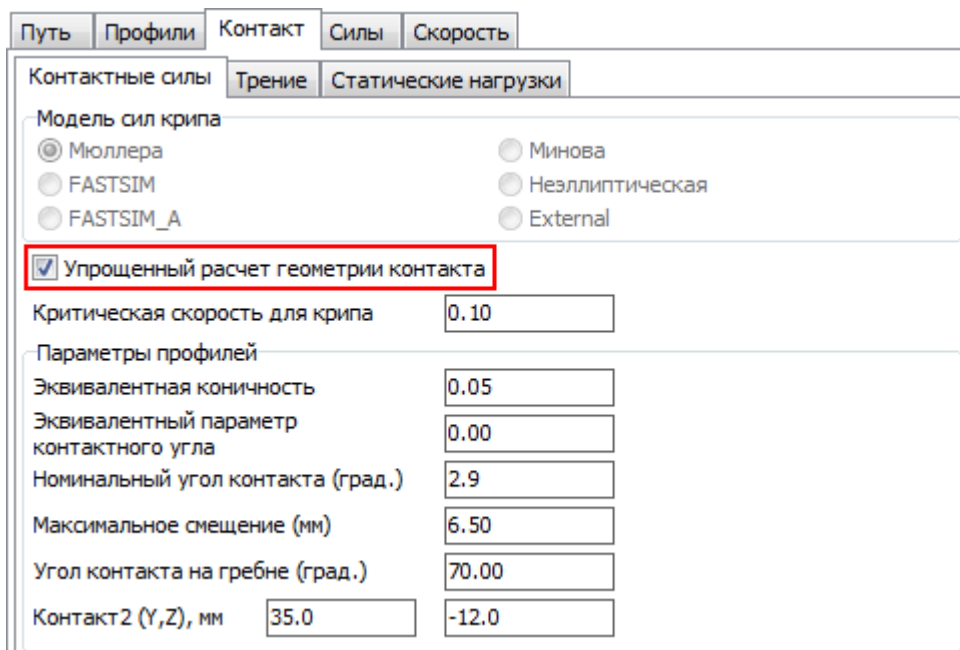 Путь Профили Контакт Силы Скорость
Контактные силы Трение Статические нагрузки
Модель сил крипа
Мюллера Минова
FASTSIM Неэллиптическая
FASTSIM_A External
Упрощенный расчет геометрии контакта
Критическая скорость для крипа 0.10
Параметры профилей
Эквивалентная коничность 0.05
Эквивалентный параметр
контактного угла 0.00
Номинальный угол контакта (град.) 2.9
Максимальное смещение (мм) 6.50
Угол контакта на гребне (град.) 70.00
Контакт2 (Y,Z), мм 35.0 -12.0